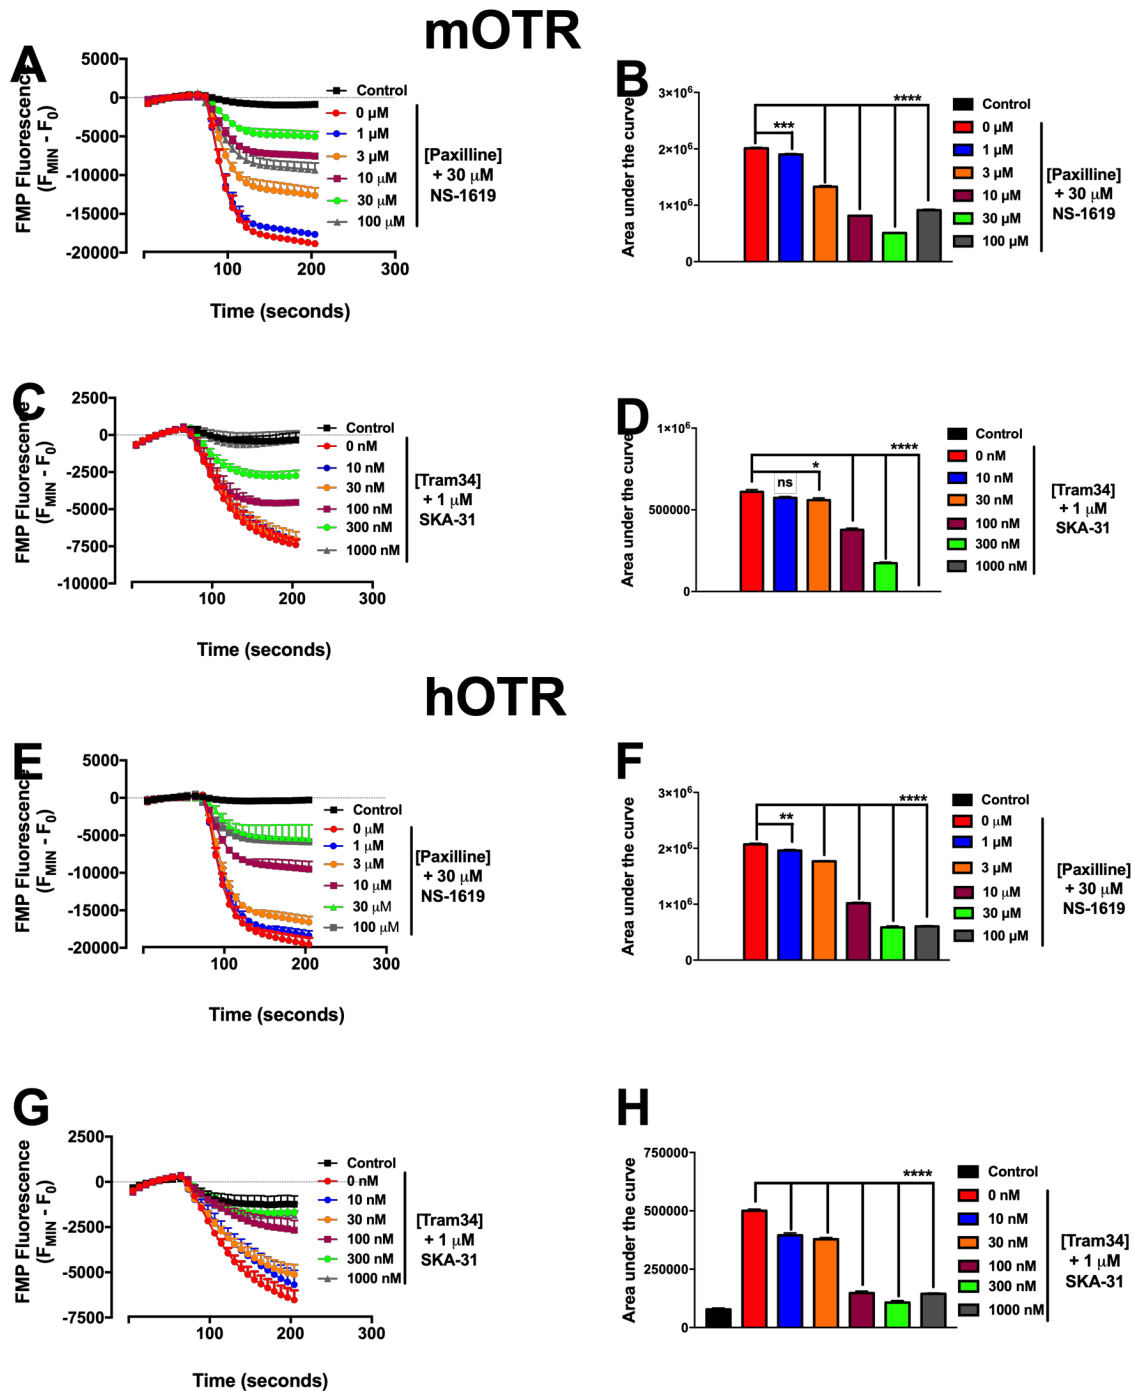 mOTR
A
FMP Fluorescence
(FMIN - F0)
5000
0
-5000
-10000
-15000
-20000
100
200
300
Time (seconds)
Control
0 µM
1 µM
3 µM
10 µM
30 µM
100 µM
[Paxilline]
+ 30 µM
NS-1619
B
Area under the curve
3×10⁶
2×10⁶
1×10⁶
0
***
****
Control
0 µM
1 µM
3 µM
10 µM
30 µM
100 µM
[Paxilline]
+ 30 µM
NS-1619
C
FMP Fluorescence
(FMIN - F0)
2500
0
-2500
-5000
-7500
-10000
100
200
300
Time (seconds)
Control
0 nM
10 nM
30 nM
100 nM
300 nM
1000 nM
[Tram34]
+ 1 µM
SKA-31
D
Area under the curve
1×10⁶
500000
0
ns
*
****
Control
0 nM
10 nM
30 nM
100 nM
300 nM
1000 nM
[Tram34]
+ 1 µM
SKA-31
hOTR
E
FMP Fluorescence
(FMIN - F0)
5000
0
-5000
-10000
-15000
-20000
100
200
300
Time (seconds)
Control
0 µM
1 µM
3 µM
10 µM
30 µM
100 µM
[Paxilline]
+ 30 µM
NS-1619
F
Area under the curve
3×10⁶
2×10⁶
1×10⁶
0
**
****
Control
0 µM
1 µM
3 µM
10 µM
30 µM
100 µM
[Paxilline]
+ 30 µM
NS-1619
G
FMP Fluorescence
(FMIN - F0)
2500
0
-2500
-5000
-7500
100
200
300
Time (seconds)
Control
0 nM
10 nM
30 nM
100 nM
300 nM
1000 nM
[Tram34]
+ 1 µM
SKA-31
H
Area under the curve
750000
500000
250000
0
****
Control
0 nM
10 nM
30 nM
100 nM
300 nM
1000 nM
[Tram34]
+ 1 µM
SKA-31